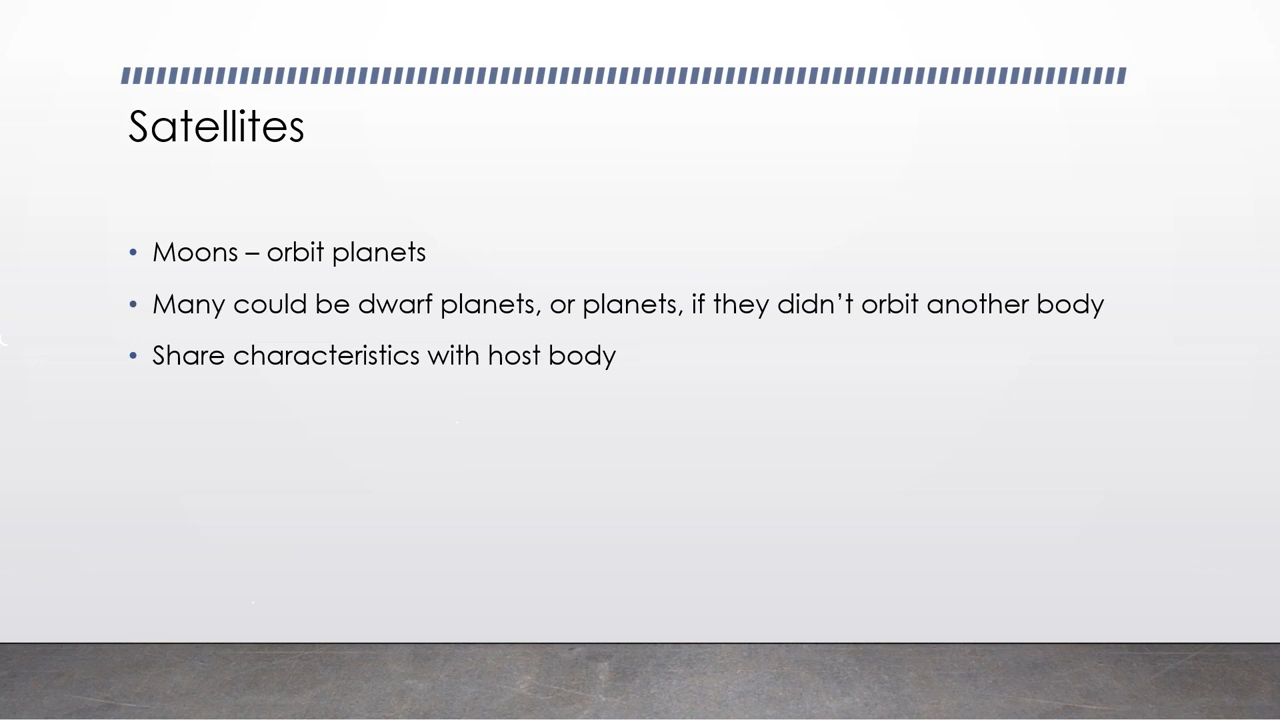 Satellites
• Moons – orbit planets
• Many could be dwarf planets, or planets, if they didn’t orbit another body
• Share characteristics with host body